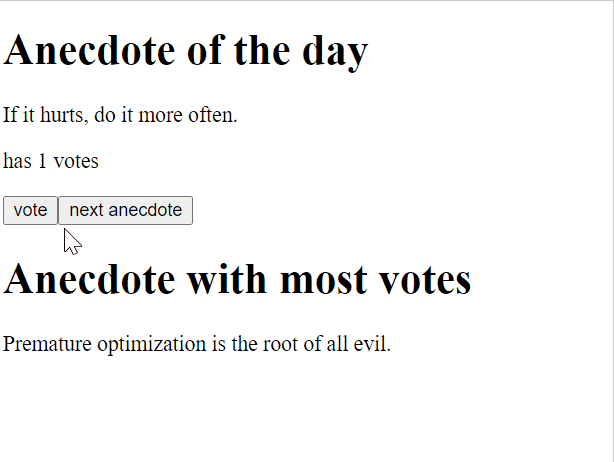 Anecdote of the day
If it hurts, do it more often.
has 1 votes
vote next anecdote
Anecdote with most votes
Premature optimization is the root of all evil.